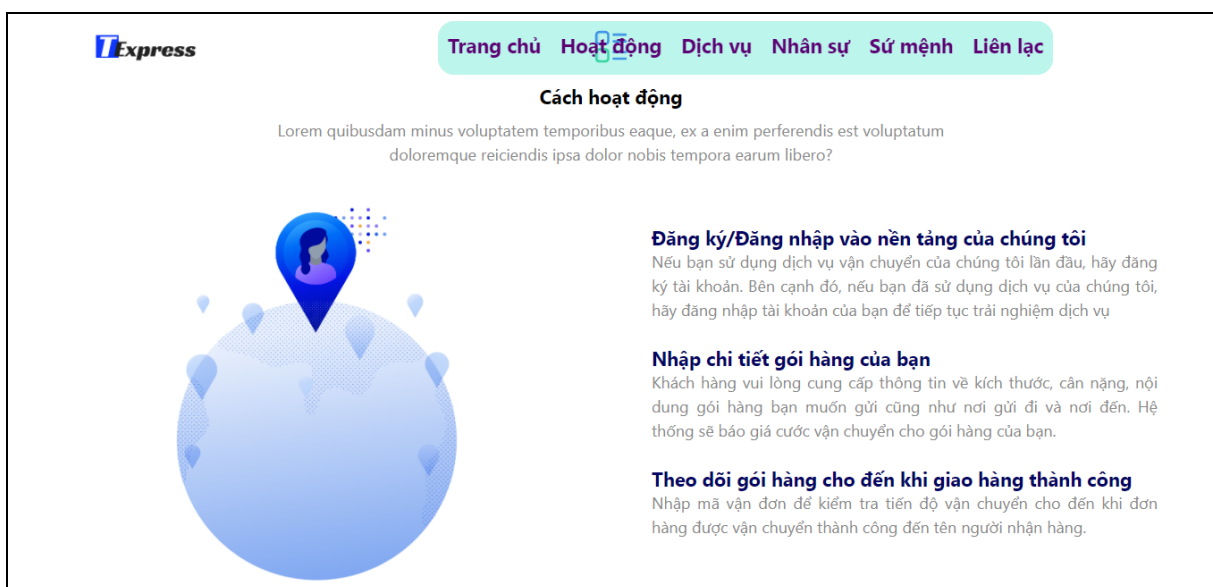 TExpress
Trang chủ Hoạt động Dịch vụ Nhân sự Sứ mệnh Liên lạc
Cách hoạt động
Lorem quibusdam minus voluptatem temporibus eaque, ex a enim perferendis est voluptatum
doloremque reiciendis ipsa dolor nobis tempora earum libero?
Đăng ký/Đăng nhập vào nền tảng của chúng tôi
Nếu bạn sử dụng dịch vụ vận chuyển của chúng tôi lần đầu, hãy đăng
ký tài khoản. Bên cạnh đó, nếu bạn đã sử dụng dịch vụ của chúng tôi,
hãy đăng nhập tài khoản của bạn để tiếp tục trải nghiệm dịch vụ
Nhập chi tiết gói hàng của bạn
Khách hàng vui lòng cung cấp thông tin về kích thước, cân nặng, nội
dung gói hàng bạn muốn gửi cũng như nơi gửi đi và nơi đến. Hệ
thống sẽ báo giá cước vận chuyển cho gói hàng của bạn.
Theo dõi gói hàng cho đến khi giao hàng thành công
Nhập mã vận đơn để kiểm tra tiến độ vận chuyển cho đến khi đơn
hàng được vận chuyển thành công đến tên người nhận hàng.